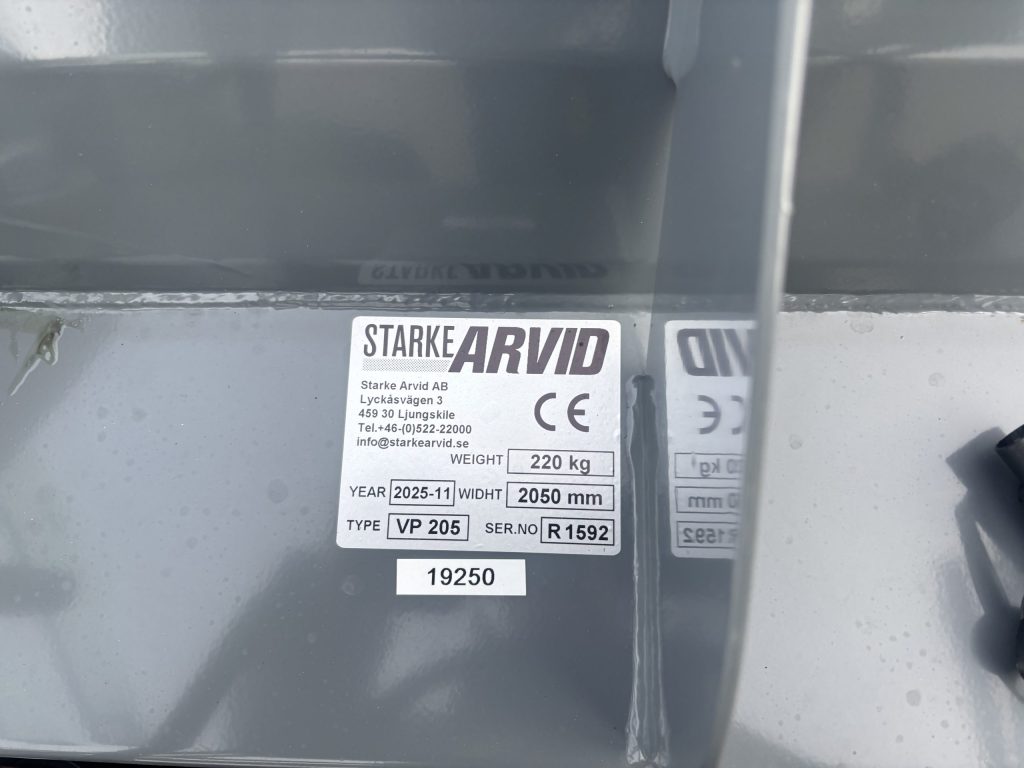 STARKE ARVID
Starke Arvid AB
Lyckåsvägen 3
459 30 Ljungskile
Tel.+46-(0)522-22000
info@starkearvid.se
CE
WEIGHT 220 kg
YEAR 2025-11 WIDHT 2050 mm
TYPE VP 205 SER.NO R 1592
19250